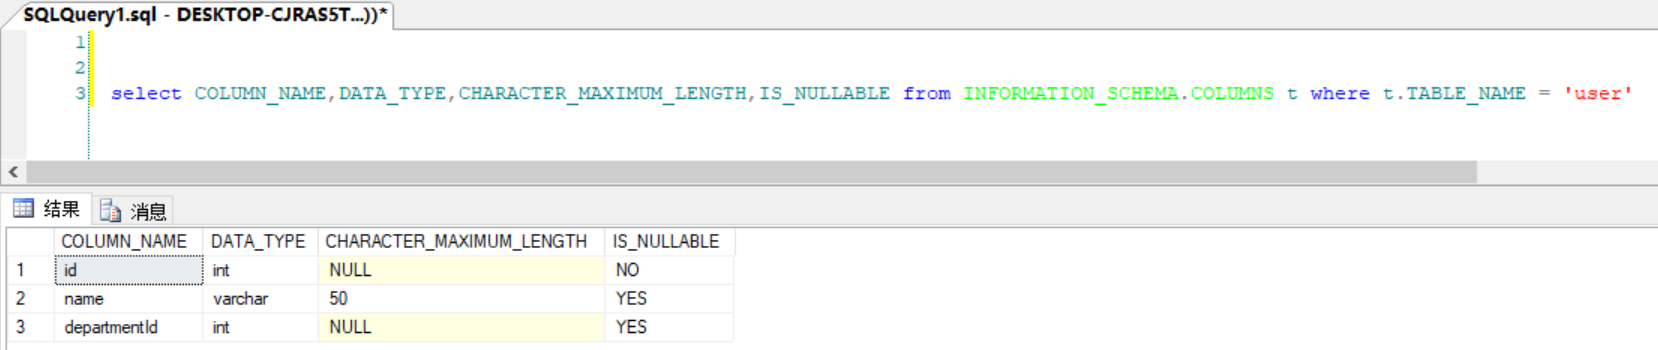 SQLQuery1.sql - DESKTOP-CJRAS5T...))*
1
2
3 select COLUMN_NAME,DATA_TYPE,CHARACTER_MAXIMUM_LENGTH,IS_NULLABLE from INFORMATION_SCHEMA.COLUMNS t where t.TABLE_NAME = 'user'
结果 消息
COLUMN_NAME DATA_TYPE CHARACTER_MAXIMUM_LENGTH IS_NULLABLE
1 id int NULL NO
2 name varchar 50 YES
3 departmentId int NULL YES